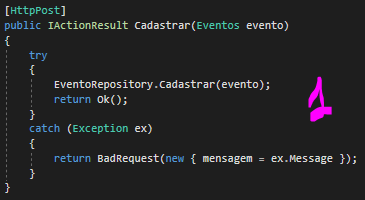 [HttpPost]
public IActionResult Cadastrar(Eventos evento)
{
try
{
EventoRepository.Cadastrar(evento);
return Ok();
}
catch (Exception ex)
{
return BadRequest(new { mensagem = ex.Message });
}
}